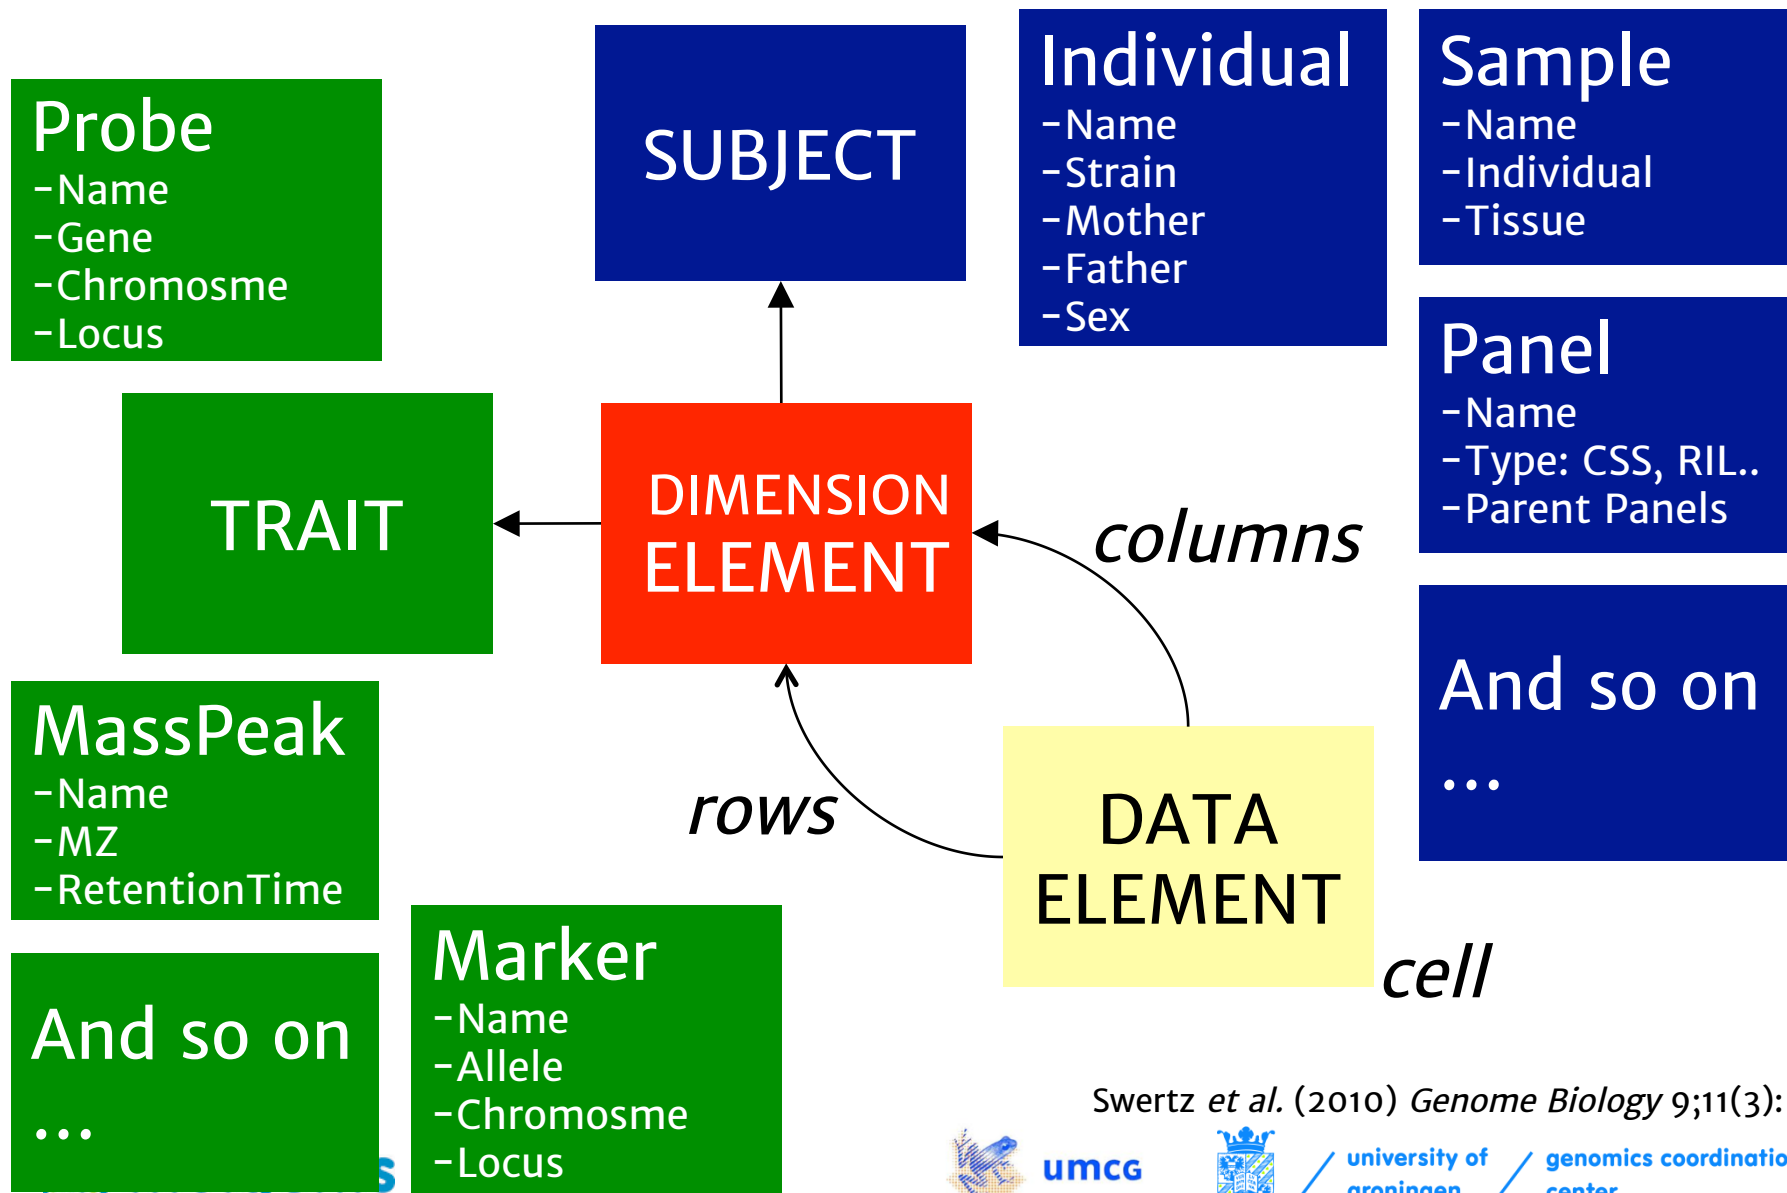 Probe
-Name
-Gene
-Chromosme
-Locus
SUBJECT
Individual
-Name
-Strain
-Mother
-Father
-Sex
Sample
-Name
-Individual
-Tissue
Panel
-Name
-Type: CSS, RIL..
-Parent Panels
TRAIT
DIMENSION
ELEMENT
columns
And so on
...
MassPeak
-Name
-MZ
-RetentionTime
rows
DATA
ELEMENT
cell
And so on
...
Marker
-Name
-Allele
-Chromosme
-Locus
Swertz et al. (2010) Genome Biology 9;11(3):
umcg
university of
groningen
genomics coordinatio
center